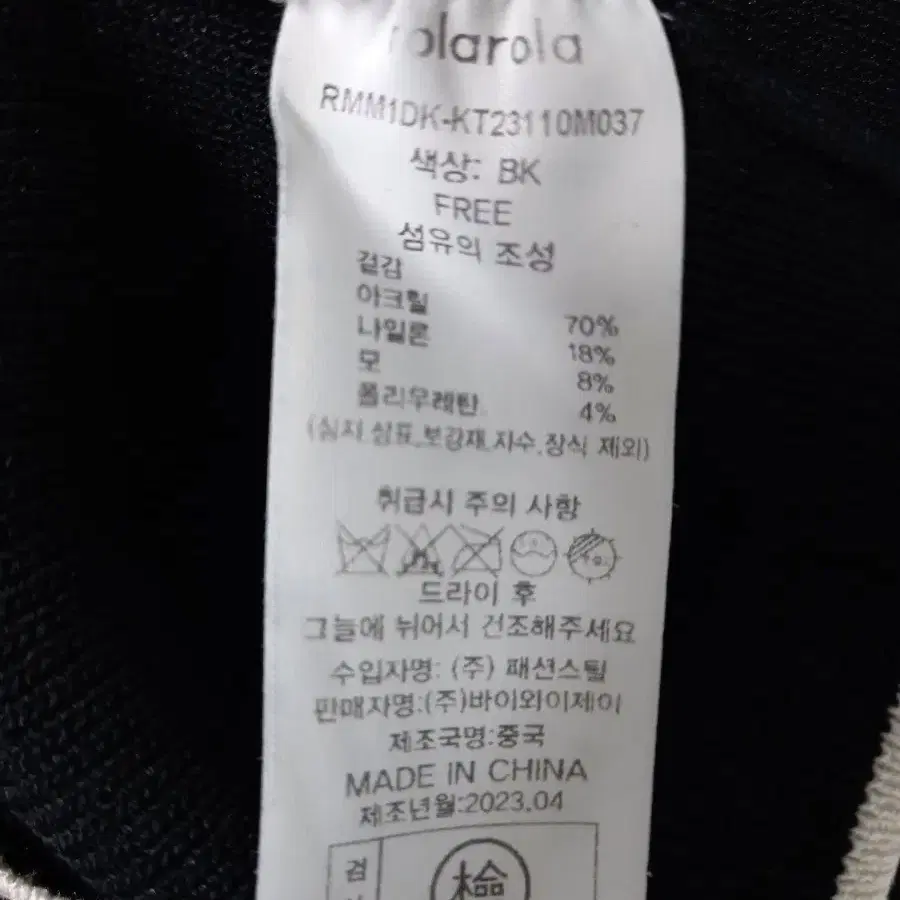 rolarola
RMM1DK-KT23110M037
색상: BK
FREE
섬유의 조성
겉감
아크릴 70%
나일론 18%
모 8%
폴리우레탄 4%
(심지,상표,보강재,자수,장식 제외)
취급시 주의 사항
드라이 후
그늘에 뉘어서 건조해주세요
수입자명: (주) 패션스틸
판매자명:(주)바이와이제이
제조국명:중국
MADE IN CHINA
제조년월:2023.04
검
檢